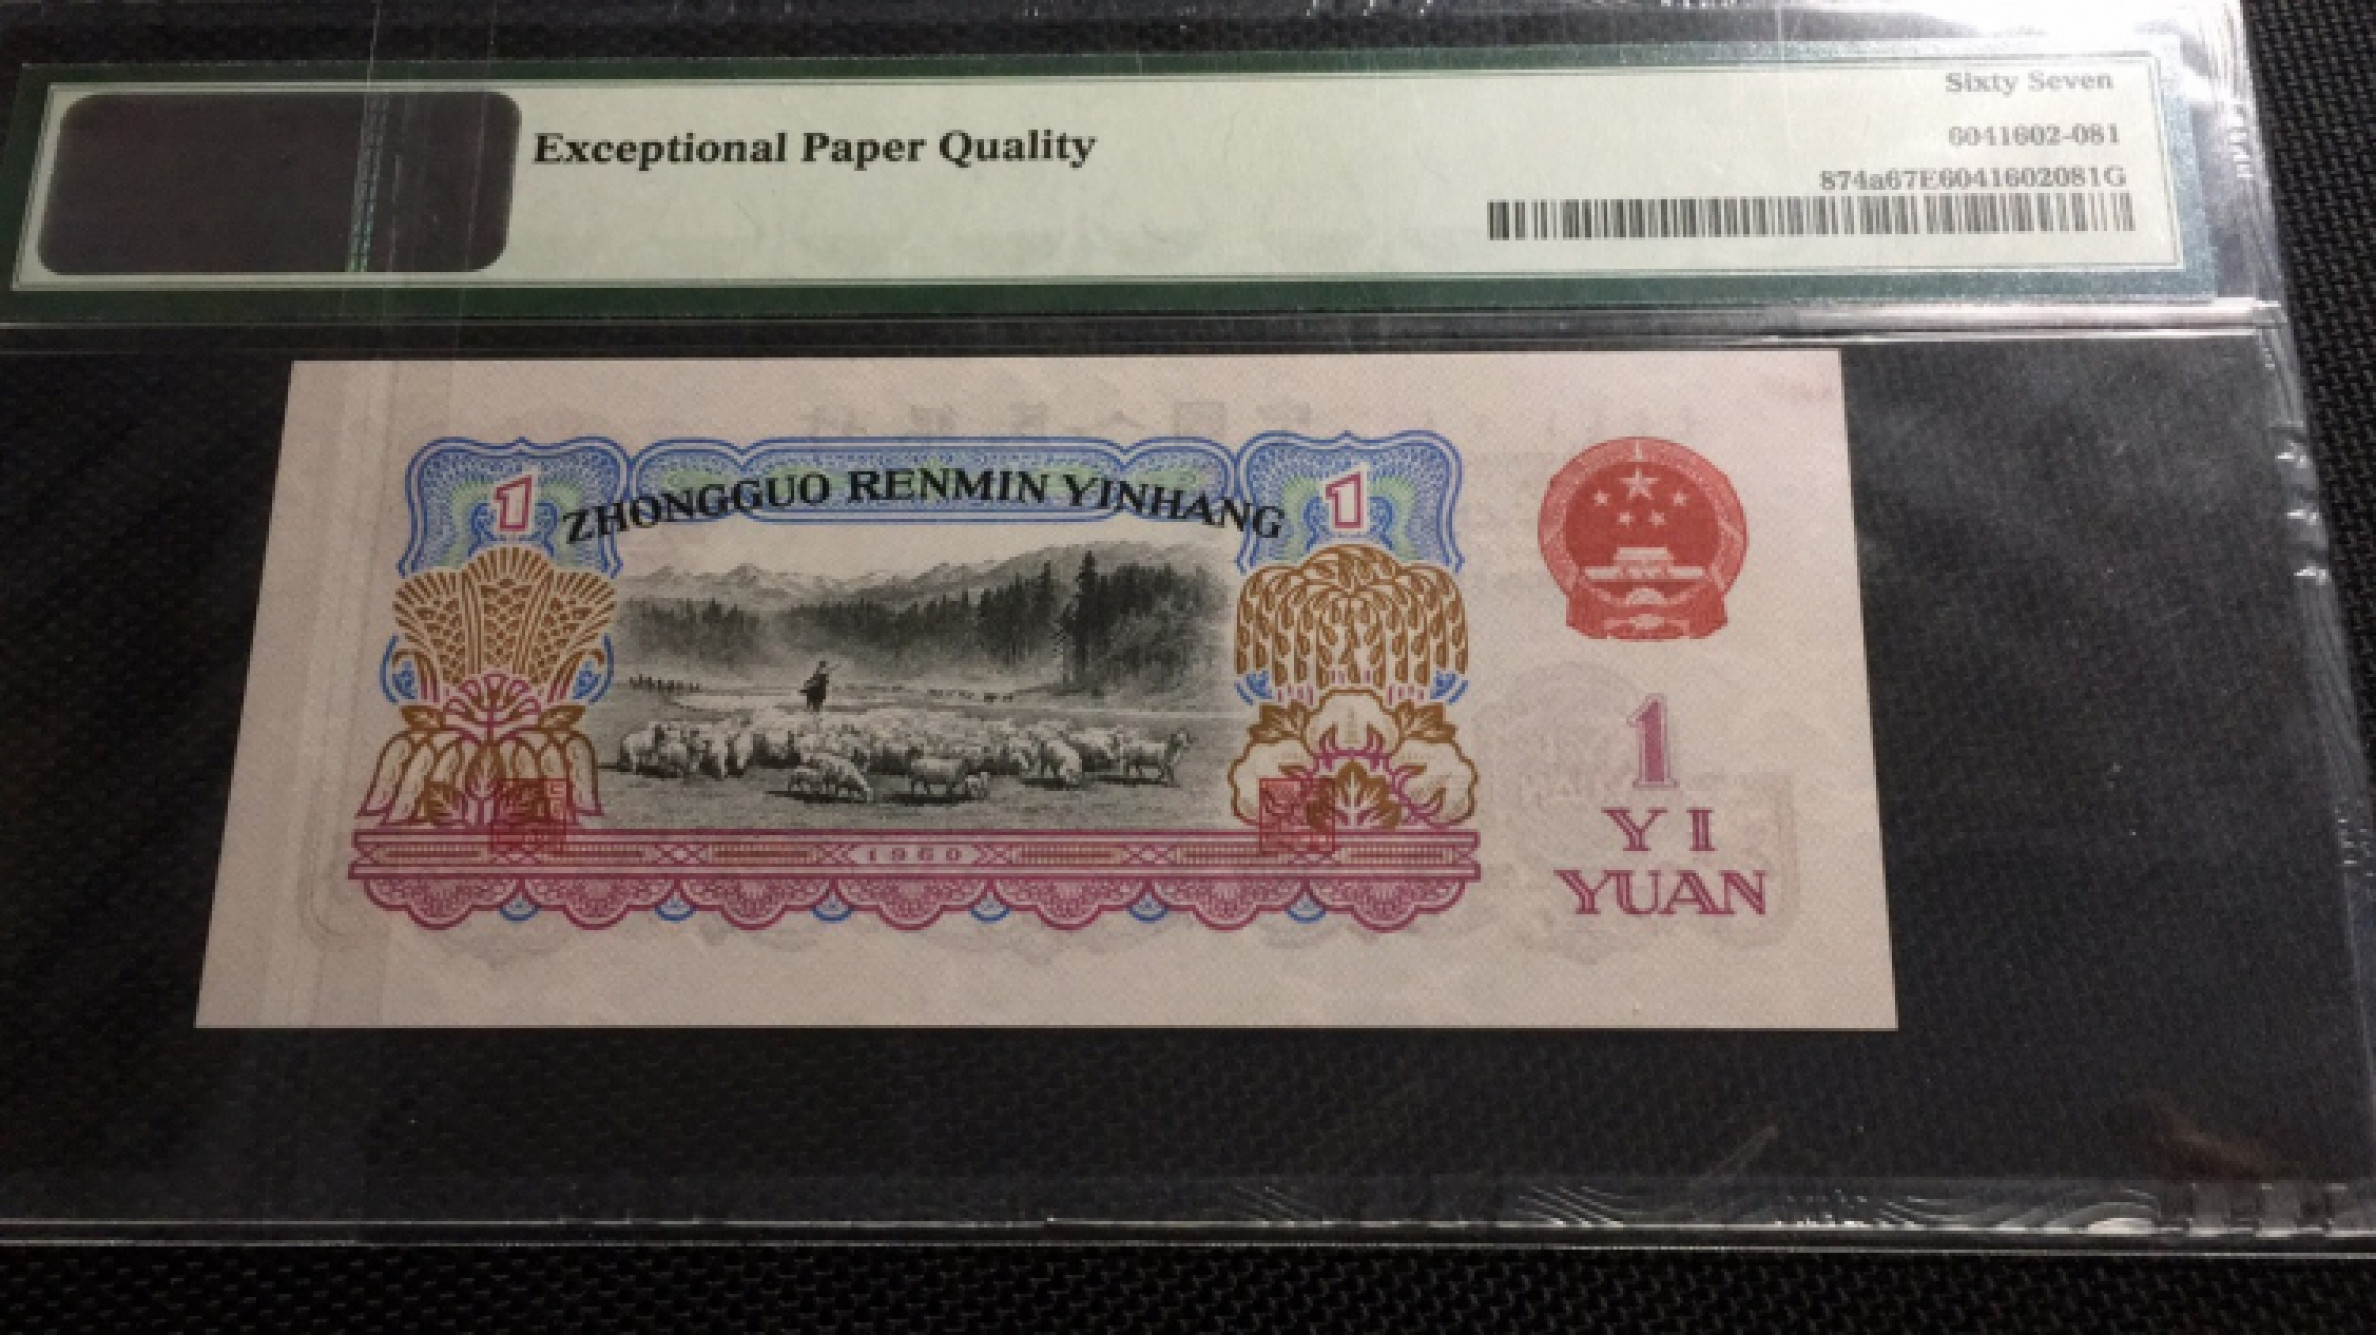 Sixty Seven
Exceptional Paper Quality
6041602-081
874a67E6041602081G
1
ZHONGGUO RENMIN YINHANG
1
1960
1
YI
YUAN